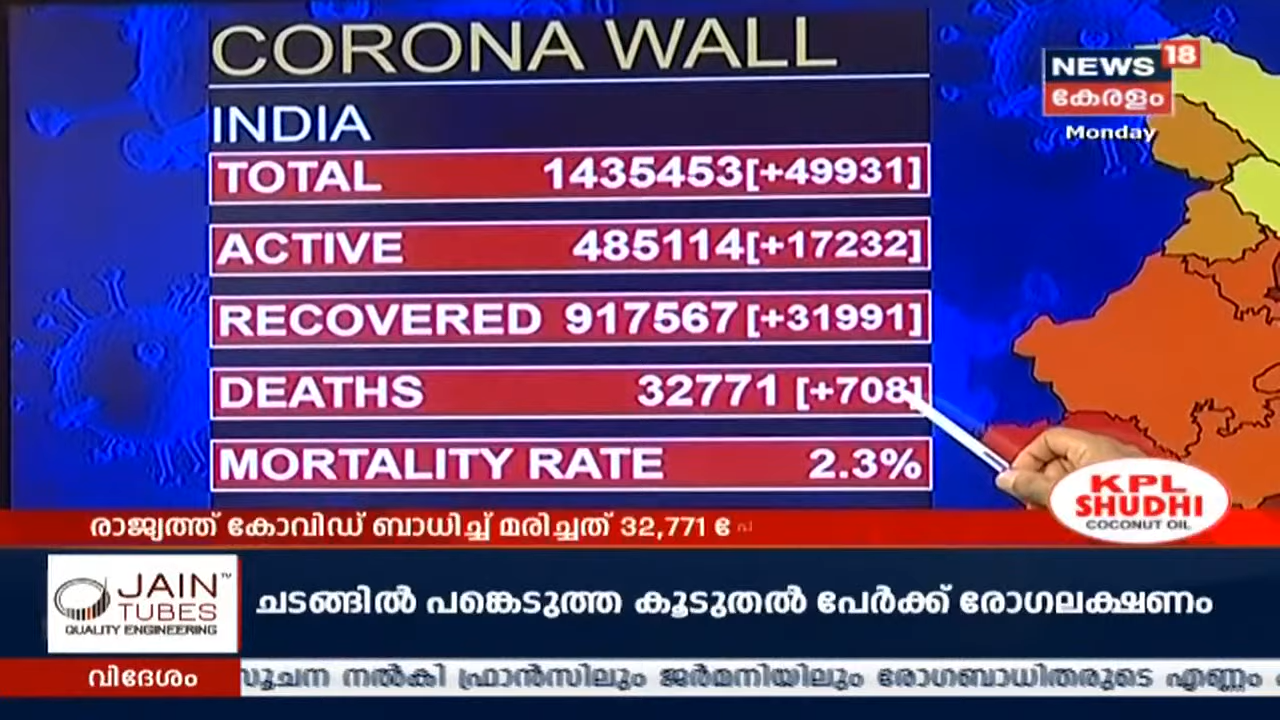 CORONA WALL
NEWS 18
കേരളം
Monday
INDIA
TOTAL 1435453[+49931]
ACTIVE 485114[+17232]
RECOVERED 917567 [+31991]
DEATHS 32771 [+708]
MORTALITY RATE 2.3%
KPL
SHUDHI
COCONUT OIL
രാജ്യത്ത് കോവിഡ് ബാധിച്ച് മരിച്ചത് 32,771
JAIN™
TUBES
QUALITY ENGINEERING
ചടങ്ങിൽ പങ്കെടുത്ത കൂടുതൽ പേർക്ക് രോഗലക്ഷണം
വിദേശം
സൂചന നൽകി ഫ്രാൻസിലും ജർമനിയിലും രോഗബാധിതരുടെ എണ്ണം